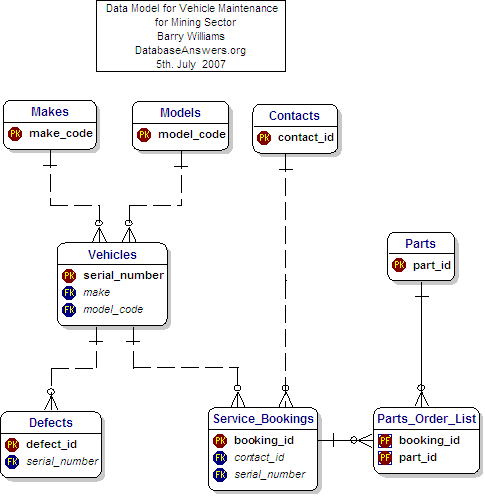 Data Model for Vehicle Maintenance
for Mining Sector
Barry Williams
DatabaseAnswers.org
5th. July 2007
Makes
PK make_code
Models
PK model_code
Contacts
PK contact_id
Vehicles
PK serial_number
FK make
FK model_code
Parts
PK part_id
Defects
PK defect_id
FK serial_number
Service_Bookings
PK booking_id
FK contact_id
FK serial_number
Parts_Order_List
PF booking_id
PF part_id